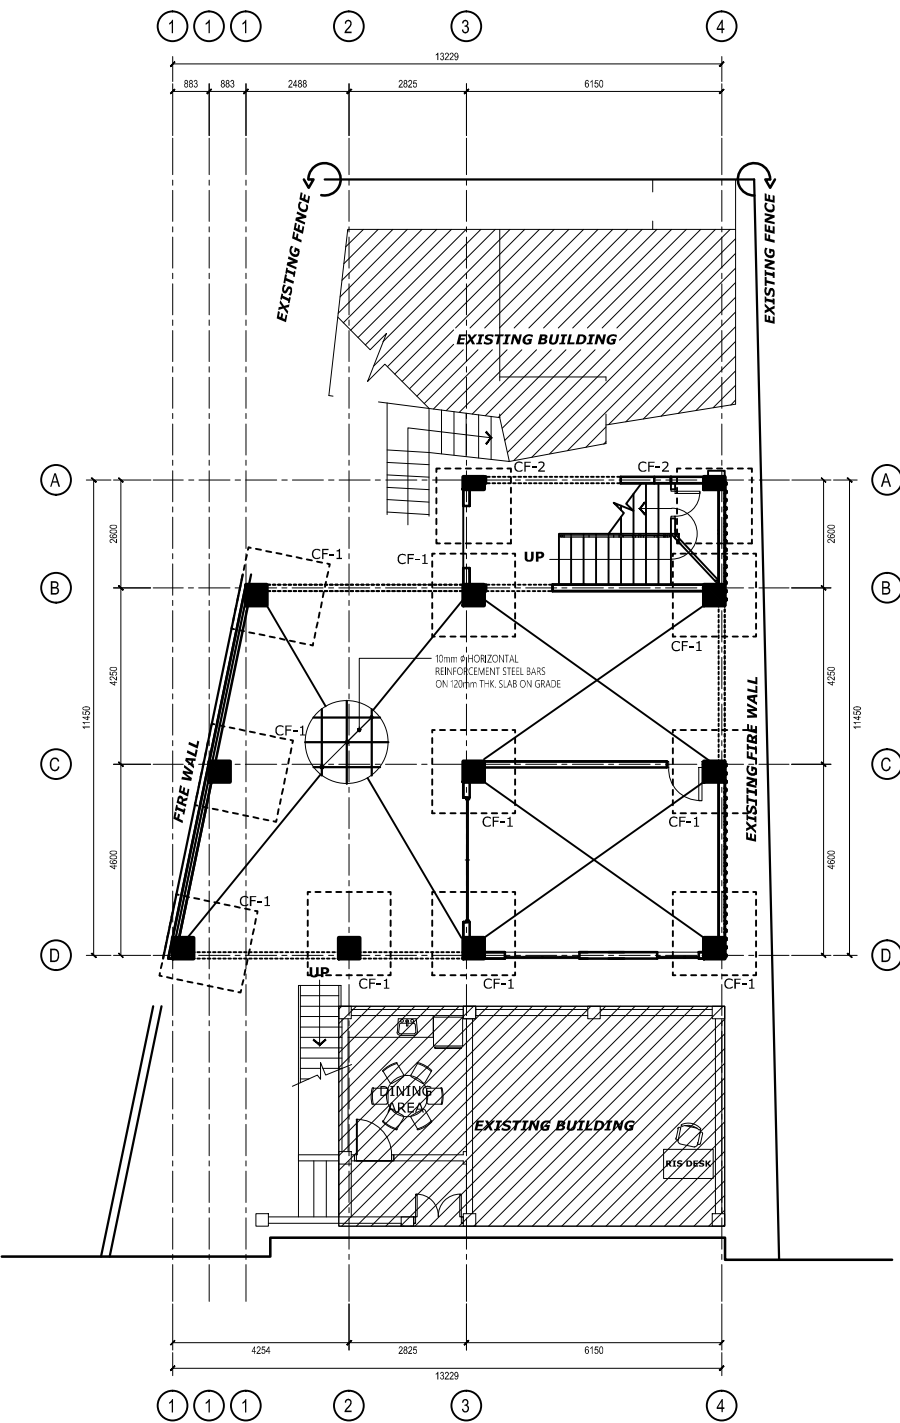 1 1 1 2 3 4
13229
883 883 2488 2825 6150
EXISTING FENCE
EXISTING FENCE
EXISTING BUILDING
CF-2 CF-2
A A
2600 2600
CF-1 CF-1 UP
B B
CF-1
10mm φ HORIZONTAL
REINFORCEMENT STEEL BARS
ON 120mm THK. SLAB ON GRADE
4250 4250
11450 11450
CF-1
EXISTING FIRE WALL
FIRE WALL
C C
CF-1 CF-1
4600 4600
CF-1
D D
UP
CF-1 CF-1 CF-1
DINING
AREA
EXISTING BUILDING
RIS DESK
4254 2825 6150
13229
1 1 1 2 3 4